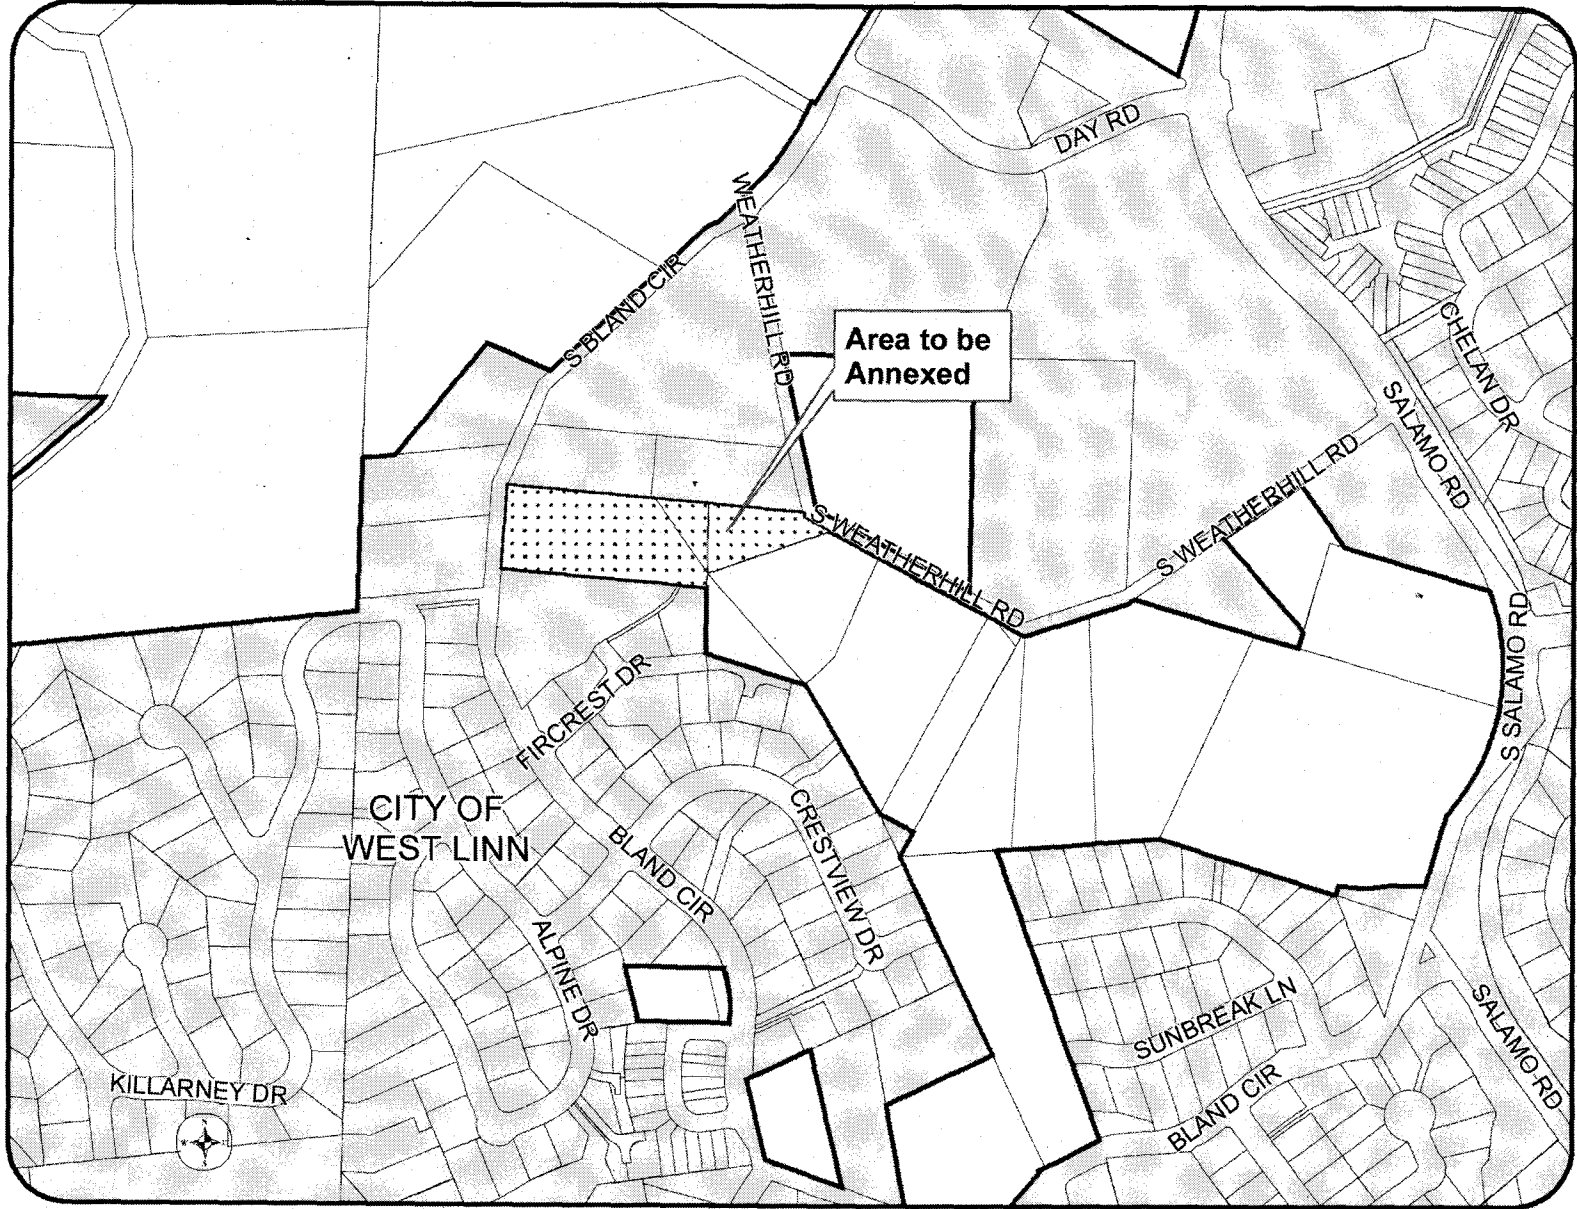 DAY RD
WEATHERHILL RD
S BLAND CIR
Area to be
Annexed
CHELAN DR
SALAMO RD
S WEATHERHILL RD
S WEATHERHILL RD
S SALAMO RD
FIRCREST DR
CITY OF
WEST LINN
BLAND CIR
CRESTVIEW DR
ALPINE DR
SUNBREAK LN
SALAMO RD
BLAND CIR
KILLARNEY DR